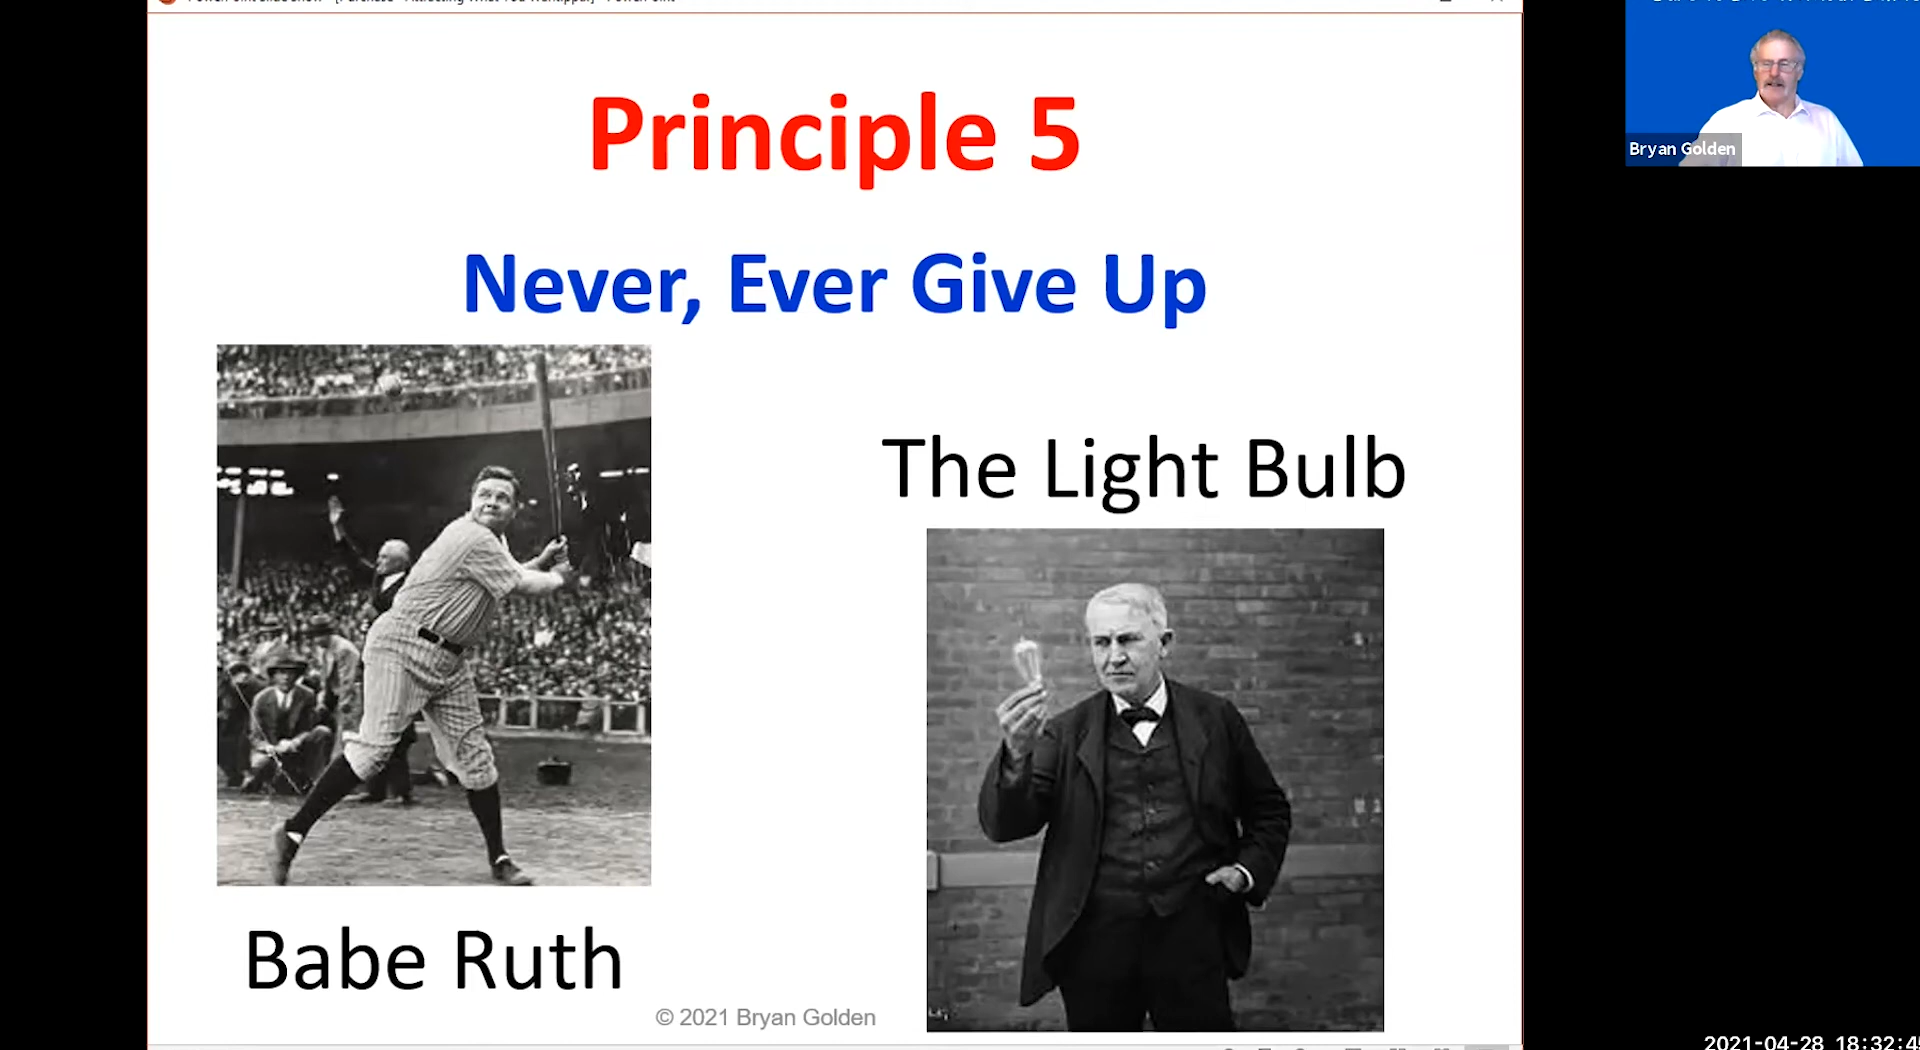 Principle 5
Never, Ever Give Up
The Light Bulb
Babe Ruth
© 2021 Bryan Golden
Bryan Golden
2021-04-28 18:32:4